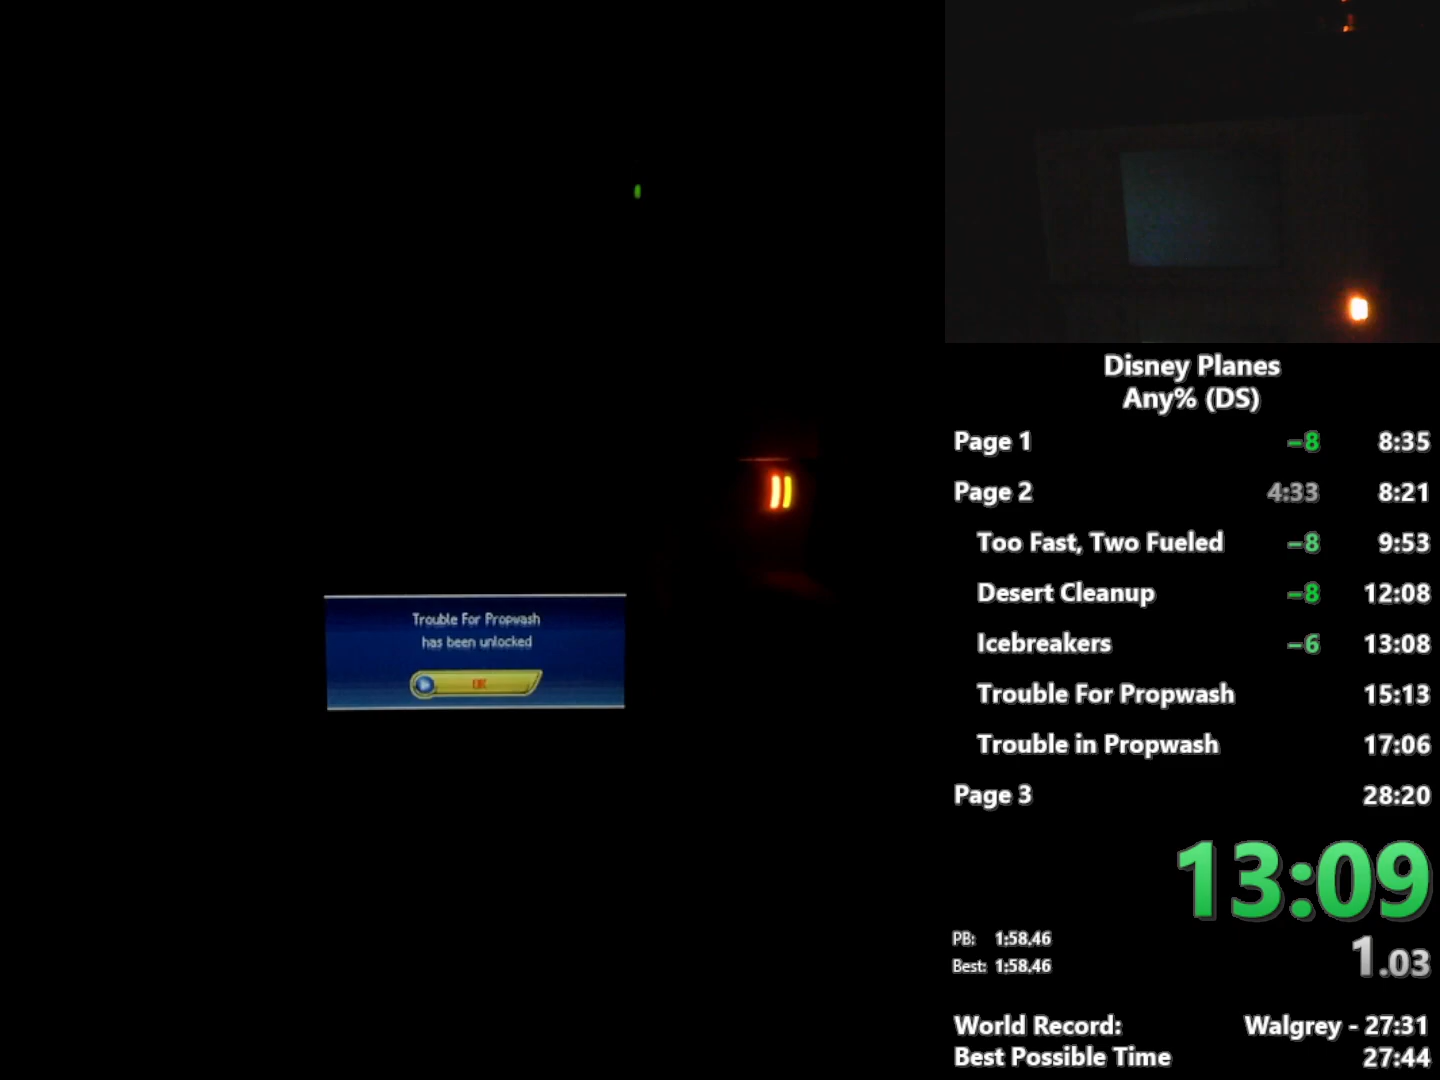 Trouble For Propwash
has been unlocked
OK
Disney Planes
Any% (DS)
Page 1 −8 8:35
Page 2 4:33 8:21
Too Fast, Two Fueled −8 9:53
Desert Cleanup −8 12:08
Icebreakers −6 13:08
Trouble For Propwash 15:13
Trouble in Propwash 17:06
Page 3 28:20
13:09
PB: 1:58.46
1.03
Best: 1:58.46
World Record: Walgrey - 27:31
Best Possible Time 27:44